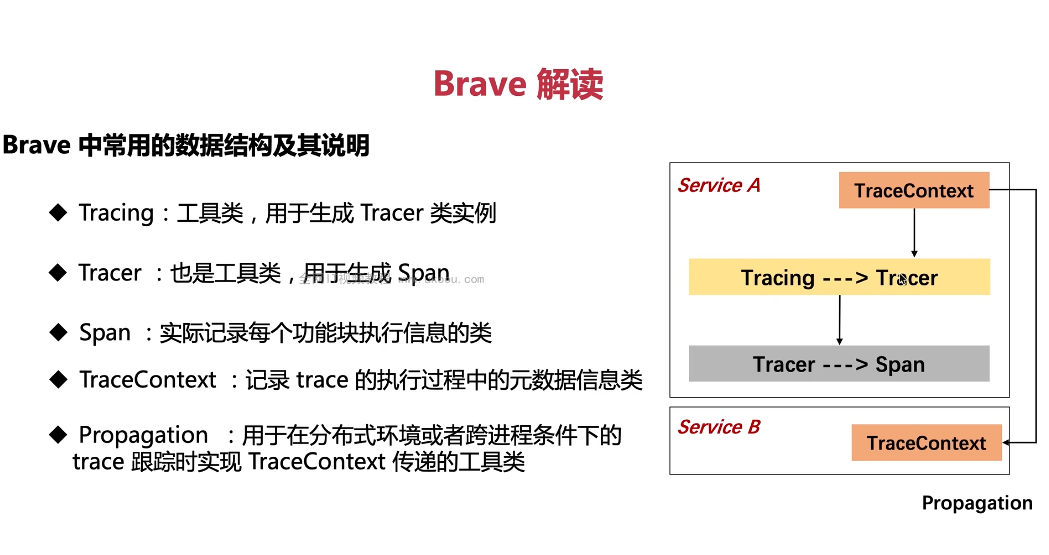 Brave 解读
Brave 中常用的数据结构及其说明
◆ Tracing：工具类，用于生成 Tracer 类实例
◆ Tracer ：也是工具类，用于生成 Span
◆ Span ：实际记录每个功能块执行信息的类
◆ TraceContext ：记录 trace 的执行过程中的元数据信息类
◆ Propagation ：用于在分布式环境或者跨进程条件下的
trace 跟踪时实现 TraceContext 传递的工具类
Service A
TraceContext
Tracing ---> Tracer
Tracer ---> Span
Service B
TraceContext
Propagation